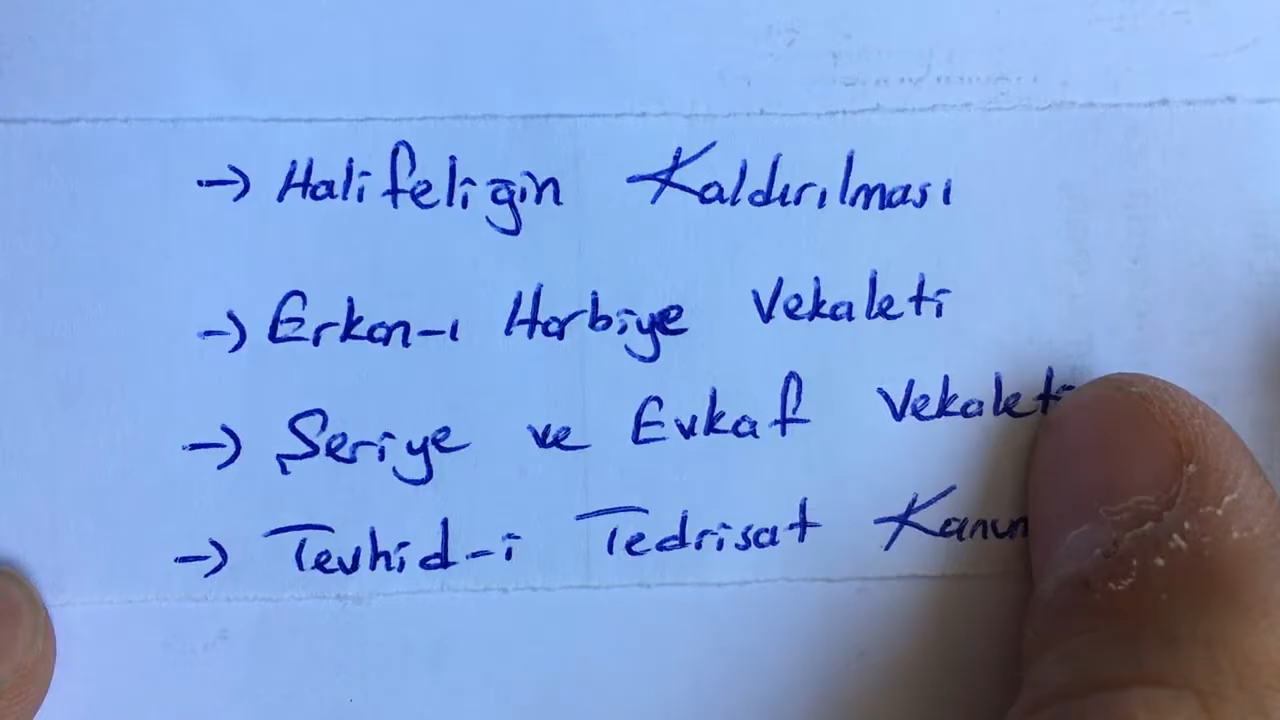 → Halifeligin Kaldırılması
→ Erkan-ı Harbiye Vekaleti
→ Şeriye ve Evkaf Vekalet
→ Tevhid-i Tedrisat Kanun